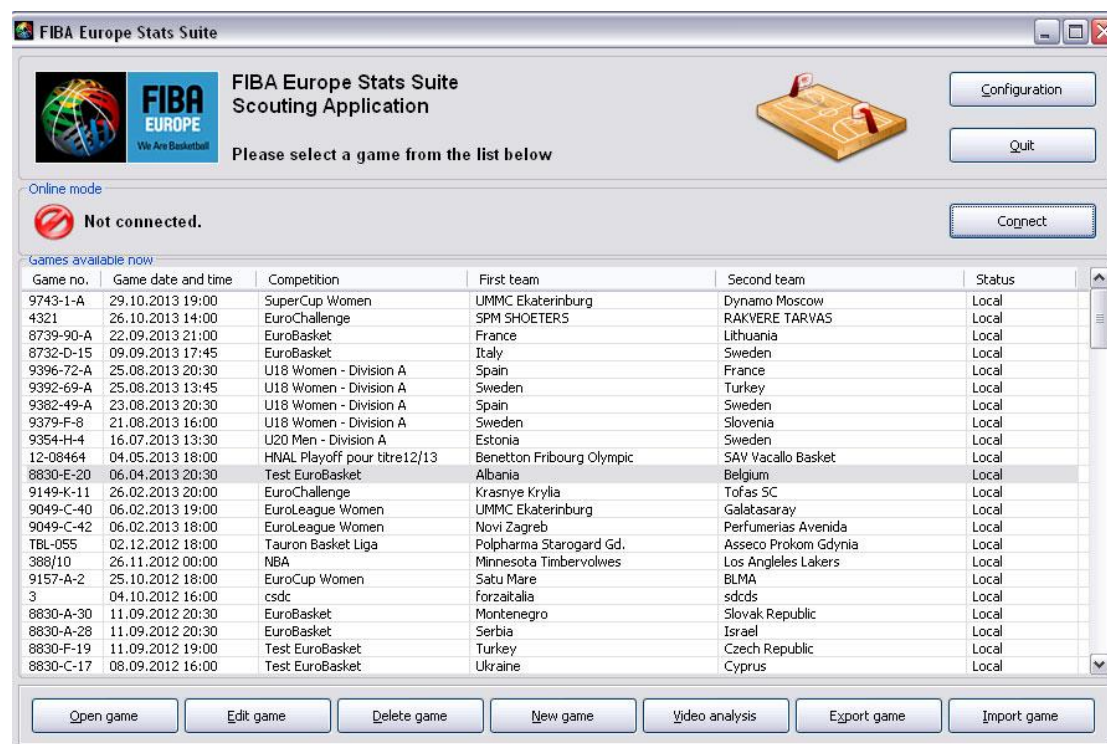 FIBA Europe Stats Suite
FIBA
EUROPE
We Are Basketball
FIBA Europe Stats Suite
Scouting Application
Please select a game from the list below
Configuration
Quit
Online mode
Not connected.
Connect
Games available now
Game no. Game date and time Competition First team Second team Status
9743-1-A 29.10.2013 19:00 SuperCup Women UMMC Ekaterinburg Dynamo Moscow Local
4321 26.10.2013 14:00 EuroChallenge SPM SHOETERS RAKVERE TARVAS Local
8739-90-A 22.09.2013 21:00 EuroBasket France Lithuania Local
8732-D-15 09.09.2013 17:45 EuroBasket Italy Sweden Local
9396-72-A 25.08.2013 20:30 U18 Women - Division A Spain France Local
9392-69-A 25.08.2013 13:45 U18 Women - Division A Sweden Turkey Local
9382-49-A 23.08.2013 20:30 U18 Women - Division A Spain Sweden Local
9379-F-8 21.08.2013 16:00 U18 Women - Division A Sweden Slovenia Local
9354-H-4 16.07.2013 13:30 U20 Men - Division A Estonia Sweden Local
12-08464 04.05.2013 18:00 HNAL Playoff pour titre12/13 Benetton Fribourg Olympic SAV Vacallo Basket Local
8830-E-20 06.04.2013 20:30 Test EuroBasket Albania Belgium Local
9149-K-11 26.02.2013 20:00 EuroChallenge Krasnye Krylia Tofas SC Local
9049-C-40 06.02.2013 19:00 EuroLeague Women UMMC Ekaterinburg Galatasaray Local
9049-C-42 06.02.2013 18:00 EuroLeague Women Novi Zagreb Perfumerias Avenida Local
TBL-055 02.12.2012 18:00 Tauron Basket Liga Polpharma Starogard Gd. Asseco Prokom Gdynia Local
388/10 26.11.2012 00:00 NBA Minnesota Timbervolwes Los Angleles Lakers Local
9157-A-2 25.10.2012 18:00 EuroCup Women Satu Mare BLMA Local
3 04.10.2012 16:00 csdc forzaitalia sdcds Local
8830-A-30 11.09.2012 20:30 EuroBasket Montenegro Slovak Republic Local
8830-A-28 11.09.2012 20:30 EuroBasket Serbia Israel Local
8830-F-19 11.09.2012 19:00 Test EuroBasket Turkey Czech Republic Local
8830-C-17 08.09.2012 16:00 Test EuroBasket Ukraine Cyprus Local
Open game Edit game Delete game New game Video analysis Export game Import game